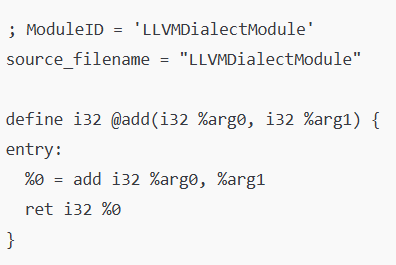 ; ModuleID = 'LLVMDialectModule'
source_filename = "LLVMDialectModule"

define i32 @add(i32 %arg0, i32 %arg1) {
entry:
  %0 = add i32 %arg0, %arg1
  ret i32 %0
}